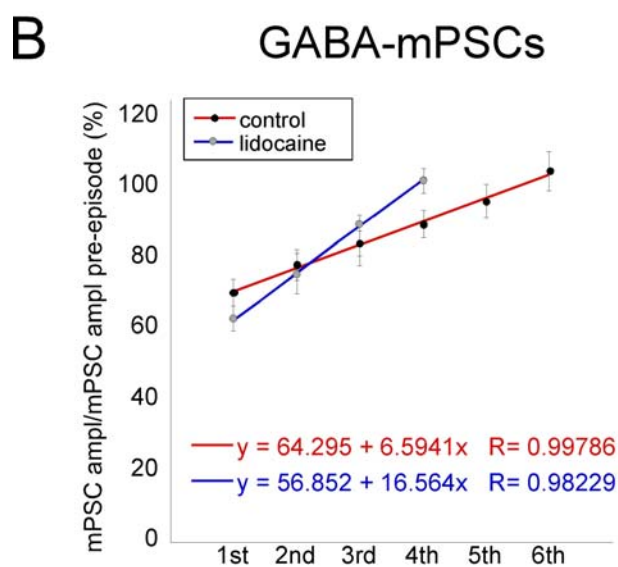 B
GABA-mPSCs
mPSC ampl/mPSC ampl pre-episode (%)
120
100
80
60
40
20
0
control
lidocaine
y = 64.295 + 6.5941x R= 0.99786
y = 56.852 + 16.564x R= 0.98229
1st 2nd 3rd 4th 5th 6th